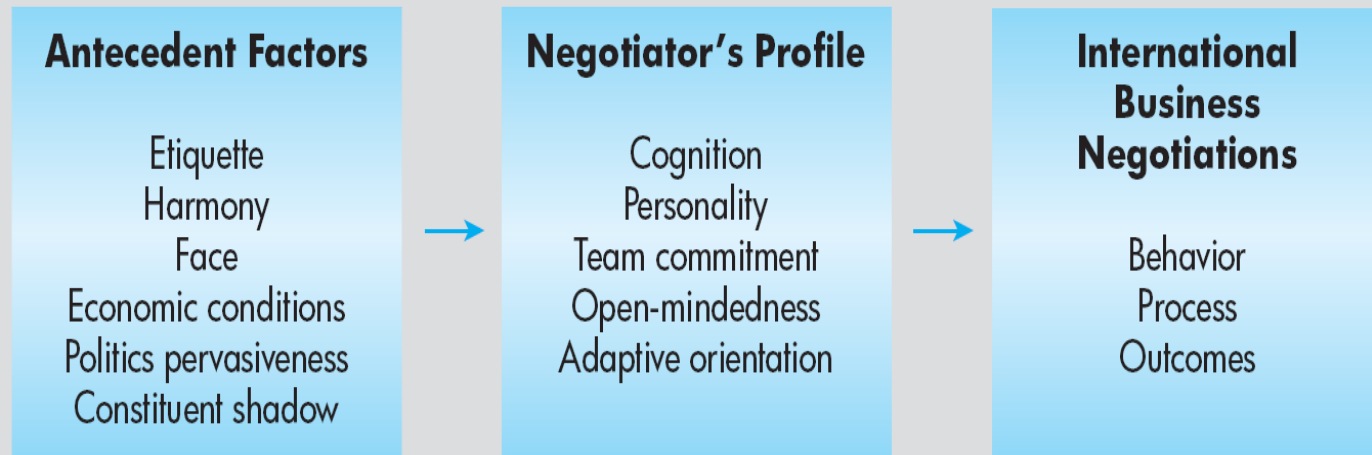 Antecedent Factors
Etiquette
Harmony
Face
Economic conditions
Politics pervasiveness
Constituent shadow
Negotiator's Profile
Cognition
Personality
Team commitment
Open-mindedness
Adaptive orientation
International
Business
Negotiations
Behavior
Process
Outcomes